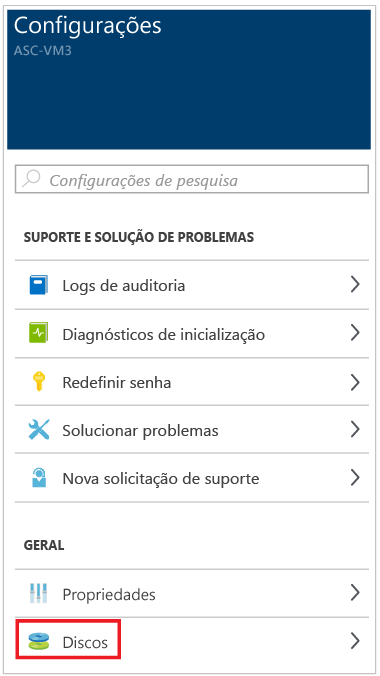 Configurações
ASC-VM3
Configurações de pesquisa
SUPORTE E SOLUÇÃO DE PROBLEMAS
Logs de auditoria
Diagnósticos de inicialização
Redefinir senha
Solucionar problemas
Nova solicitação de suporte
GERAL
Propriedades
Discos